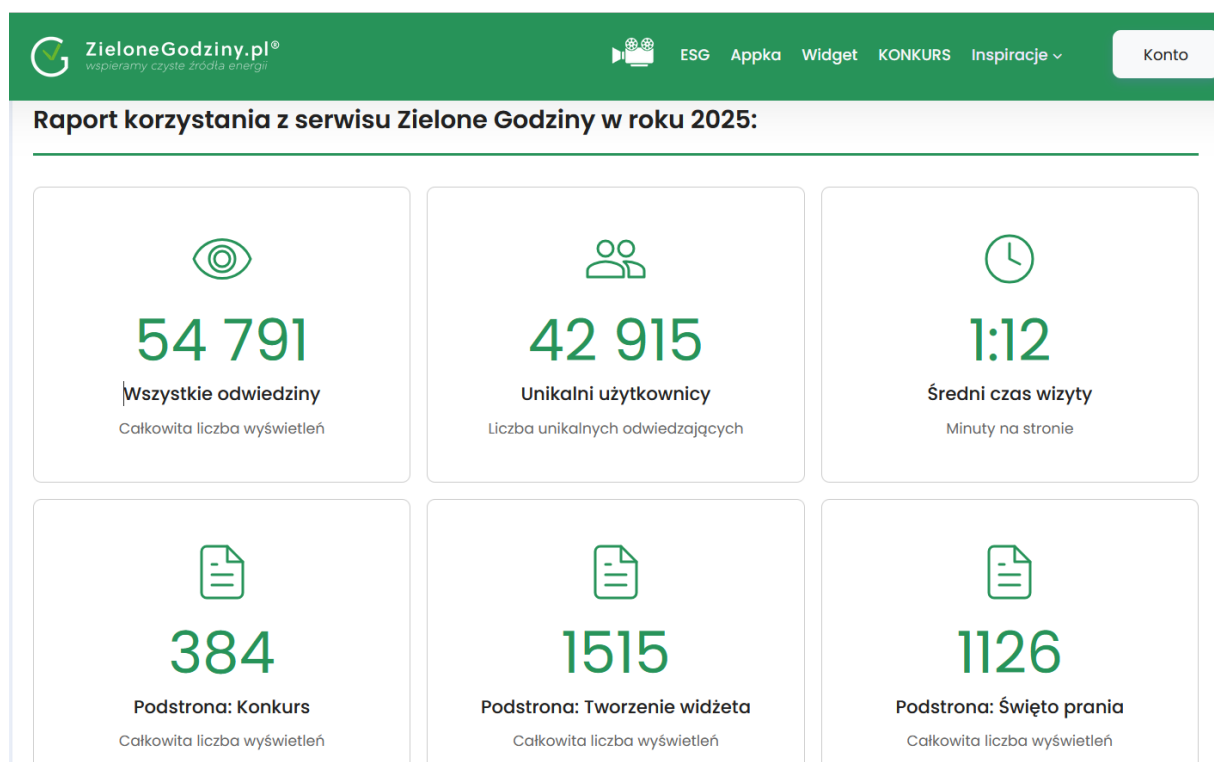 ZieloneGodziny.pl®
wspieramy czyste źródła energii
ESG Appka Widget KONKURS Inspiracje Konto
Raport korzystania z serwisu Zielone Godziny w roku 2025:
54 791
Wszystkie odwiedziny
Całkowita liczba wyświetleń
42 915
Unikalni użytkownicy
Liczba unikalnych odwiedzających
1:12
Średni czas wizyty
Minuty na stronie
384
Podstrona: Konkurs
Całkowita liczba wyświetleń
1515
Podstrona: Tworzenie widżeta
Całkowita liczba wyświetleń
1126
Podstrona: Święto prania
Całkowita liczba wyświetleń